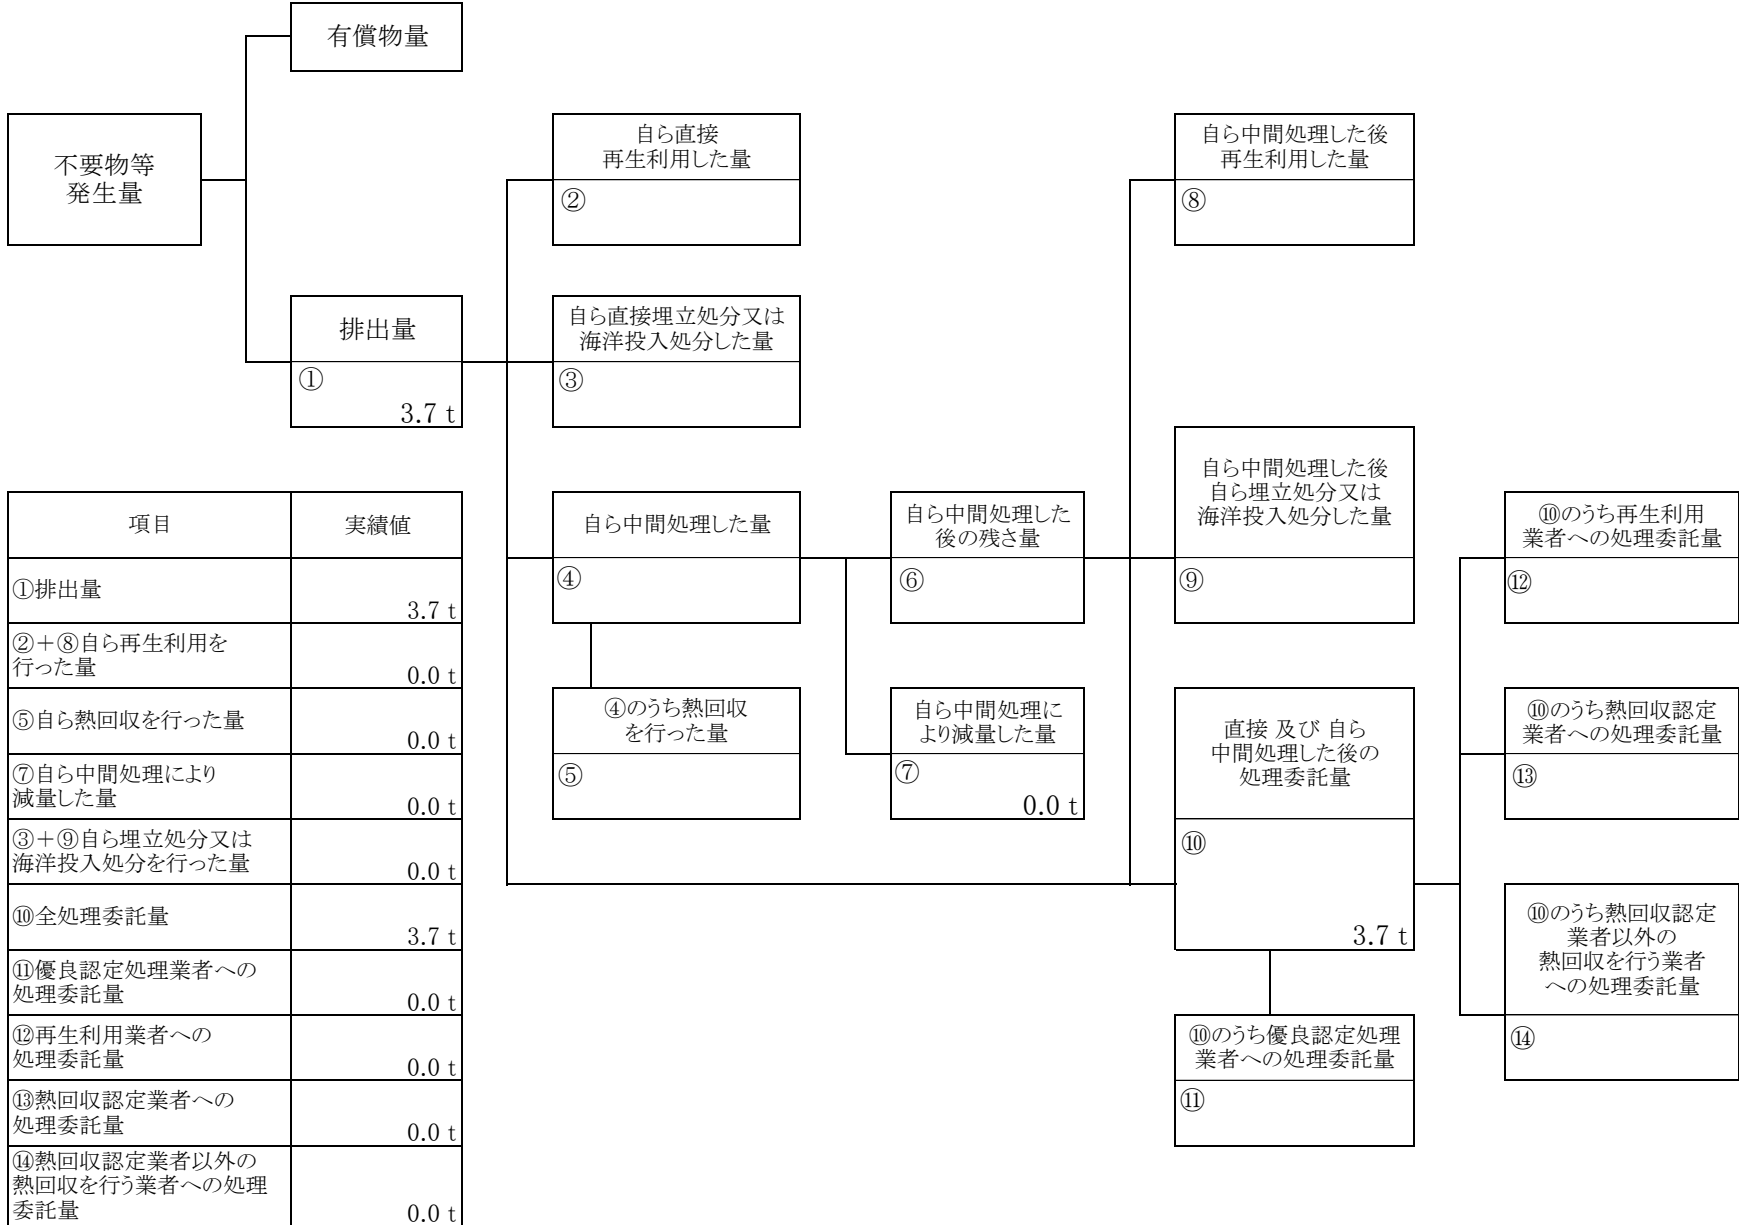 有償物量
不要物等
発生量
自ら直接
再生利用した量
②
自ら中間処理した後
再生利用した量
⑧
排出量
①
3.7 t
自ら直接埋立処分又は
海洋投入処分した量
③
自ら中間処理した量
④
自ら中間処理した
後の残さ量
⑥
自ら中間処理した後
自ら埋立処分又は
海洋投入処分した量
⑨
⑩のうち再生利用
業者への処理委託量
⑫
④のうち熱回収
を行った量
⑤
自ら中間処理に
より減量した量
⑦
0.0 t
直接 及び 自ら
中間処理した後の
処理委託量
⑩
3.7 t
⑩のうち熱回収認定
業者への処理委託量
⑬
⑩のうち熱回収認定
業者以外の
熱回収を行う業者
への処理委託量
⑭
⑩のうち優良認定処理
業者への処理委託量
⑪
項目 実績値
①排出量
3.7 t
②＋⑧自ら再生利用を
行った量
0.0 t
⑤自ら熱回収を行った量
0.0 t
⑦自ら中間処理により
減量した量
0.0 t
③＋⑨自ら埋立処分又は
海洋投入処分を行った量
0.0 t
⑩全処理委託量
3.7 t
⑪優良認定処理業者への
処理委託量
0.0 t
⑫再生利用業者への
処理委託量
0.0 t
⑬熱回収認定業者への
処理委託量
0.0 t
⑭熱回収認定業者以外の
熱回収を行う業者への処理
委託量
0.0 t